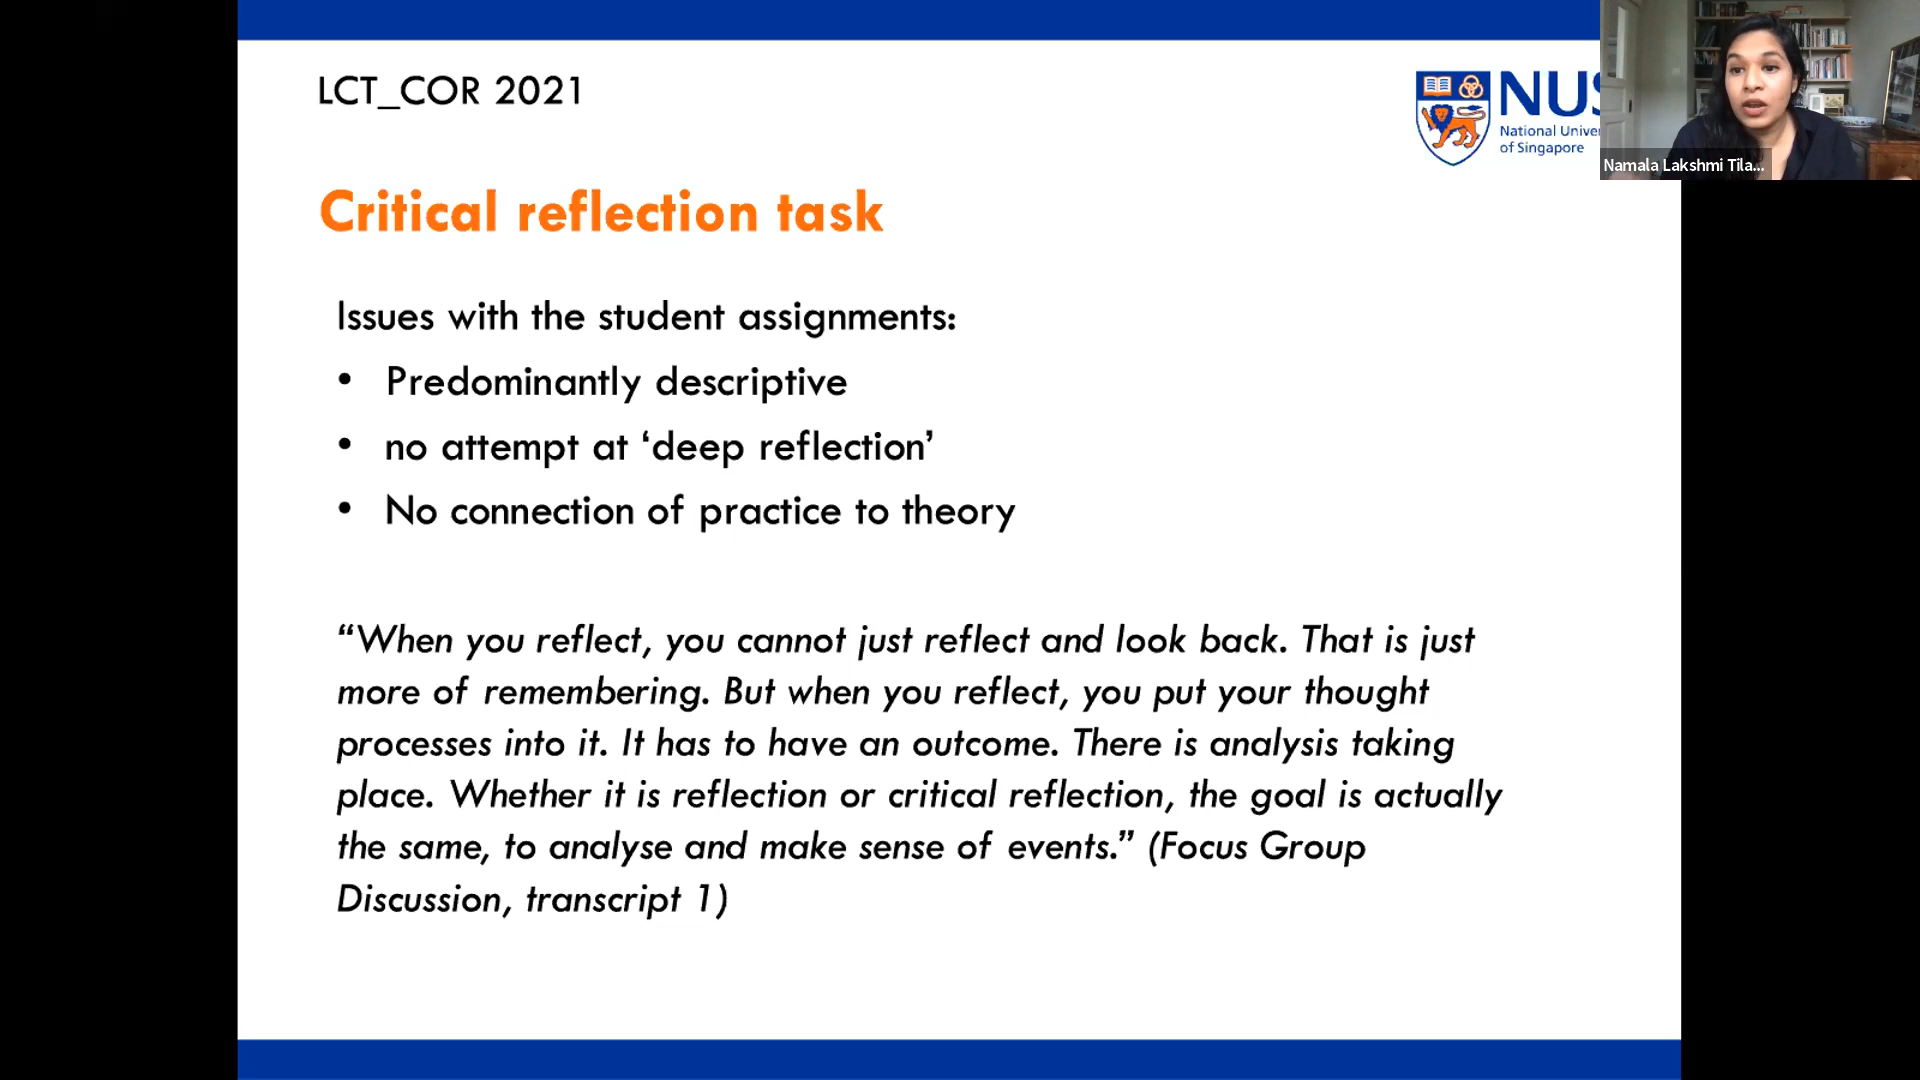 LCT_COR 2021
NUS
National Univer
of Singapore
Namala Lakshmi Tila...
Critical reflection task
Issues with the student assignments:
• Predominantly descriptive
• no attempt at ‘deep reflection’
• No connection of practice to theory
“When you reflect, you cannot just reflect and look back. That is just
more of remembering. But when you reflect, you put your thought
processes into it. It has to have an outcome. There is analysis taking
place. Whether it is reflection or critical reflection, the goal is actually
the same, to analyse and make sense of events.” (Focus Group
Discussion, transcript 1)